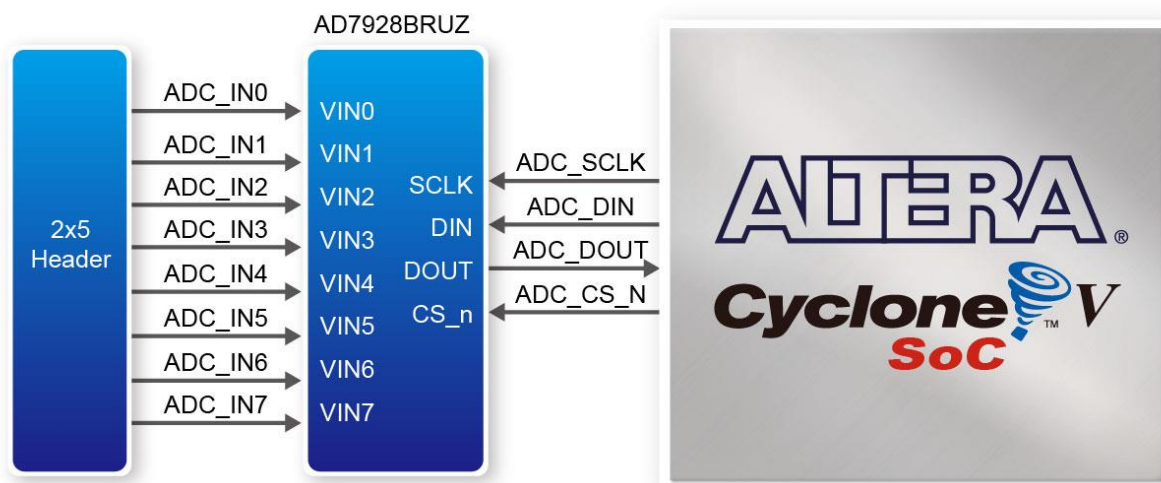 AD7928BRUZ
2x5
Header
ADC_IN0
ADC_IN1
ADC_IN2
ADC_IN3
ADC_IN4
ADC_IN5
ADC_IN6
ADC_IN7
VIN0
VIN1
VIN2
VIN3
VIN4
VIN5
VIN6
VIN7
SCLK
DIN
DOUT
CS_n
ADC_SCLK
ADC_DIN
ADC_DOUT
ADC_CS_N
ALTERA®
Cyclone™ V
SoC